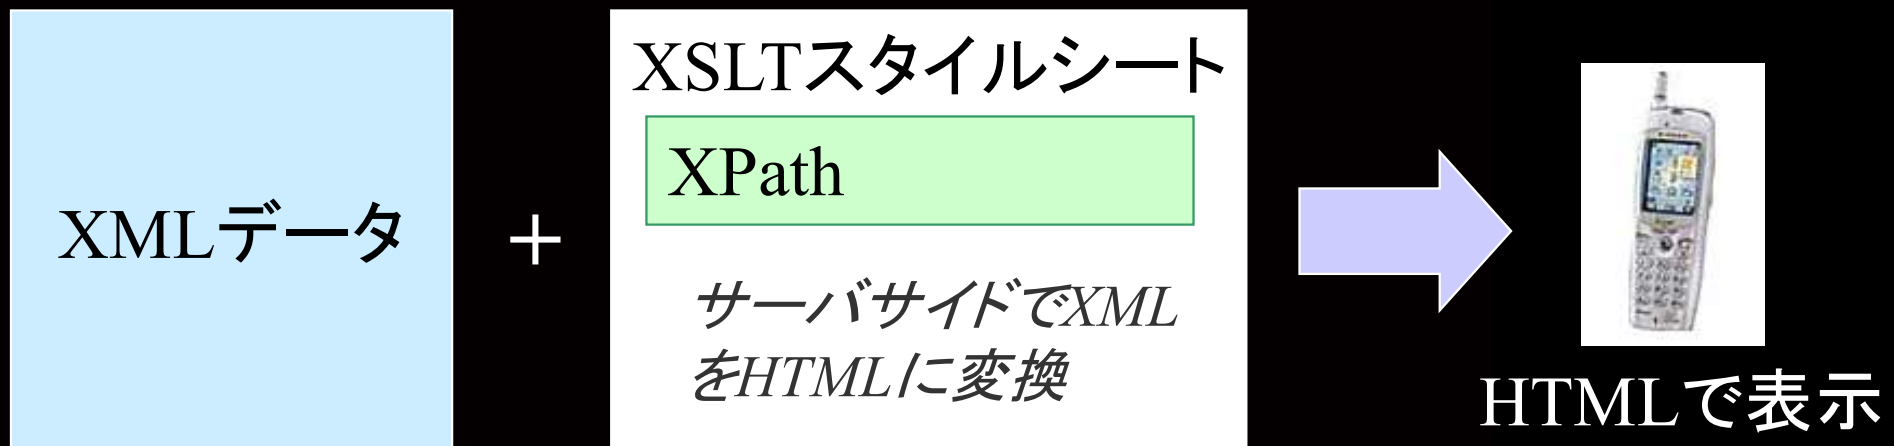 XMLデータ
+
XSLTスタイルシート
XPath
サーバサイドでXML
をHTMLに変換
HTMLで表示